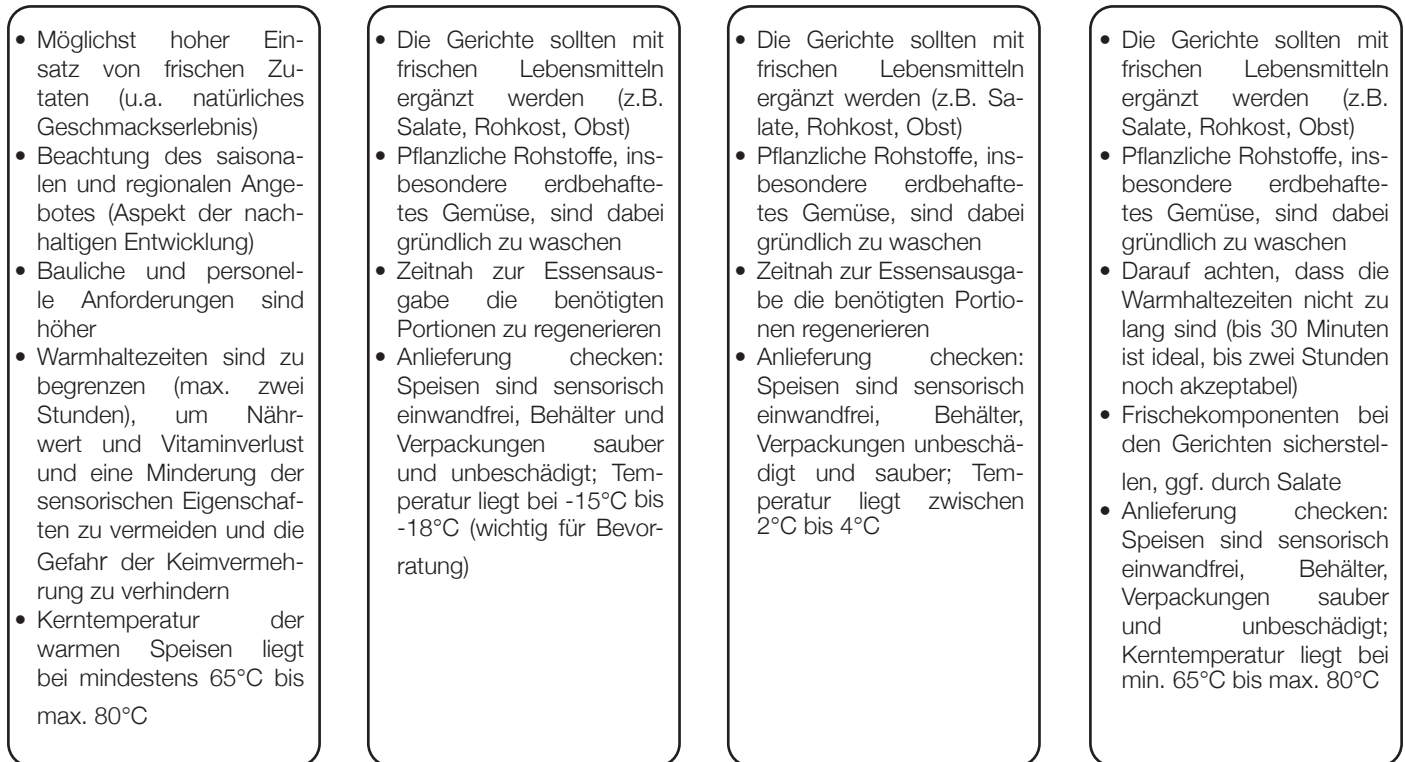 • Möglichst hoher Ein-
satz von frischen Zu-
taten (u.a. natürliches
Geschmackserlebnis)
• Beachtung des saisona-
len und regionalen Ange-
botes (Aspekt der nach-
haltigen Entwicklung)
• Bauliche und personel-
le Anforderungen sind
höher
• Warmhaltezeiten sind zu
begrenzen (max. zwei
Stunden), um Nähr-
wert und Vitaminverlust
und eine Minderung der
sensorischen Eigenschaf-
ten zu vermeiden und die
Gefahr der Keimvermeh-
rung zu verhindern
• Kerntemperatur der
warmen Speisen liegt
bei mindestens 65°C bis
max. 80°C
• Die Gerichte sollten mit
frischen Lebensmitteln
ergänzt werden (z.B.
Salate, Rohkost, Obst)
• Pflanzliche Rohstoffe, ins-
besondere erdbehafte-
tes Gemüse, sind dabei
gründlich zu waschen
• Zeitnah zur Essensaus-
gabe die benötigten
Portionen zu regenerieren
• Anlieferung checken:
Speisen sind sensorisch
einwandfrei, Behälter und
Verpackungen sauber
und unbeschädigt; Tem-
peratur liegt bei -15°C bis
-18°C (wichtig für Bevor-
ratung)
• Die Gerichte sollten mit
frischen Lebensmitteln
ergänzt werden (z.B. Sa-
late, Rohkost, Obst)
• Pflanzliche Rohstoffe, ins-
besondere erdbehafte-
tes Gemüse, sind dabei
gründlich zu waschen
• Zeitnah zur Essensausga-
be die benötigten Portio-
nen regenerieren
• Anlieferung checken:
Speisen sind sensorisch
einwandfrei, Behälter,
Verpackungen unbeschä-
digt und sauber; Tem-
peratur liegt zwischen
2°C bis 4°C
• Die Gerichte sollten mit
frischen Lebensmitteln
ergänzt werden (z.B.
Salate, Rohkost, Obst)
• Pflanzliche Rohstoffe, ins-
besondere erdbehafte-
tes Gemüse, sind dabei
gründlich zu waschen
• Darauf achten, dass die
Warmhaltezeiten nicht zu
lang sind (bis 30 Minuten
ist ideal, bis zwei Stunden
noch akzeptabel)
• Frischekomponenten bei
den Gerichten sicherstel-
len, ggf. durch Salate
• Anlieferung checken:
Speisen sind sensorisch
einwandfrei, Behälter,
Verpackungen sauber
und unbeschädigt;
Kerntemperatur liegt bei
min. 65°C bis max. 80°C